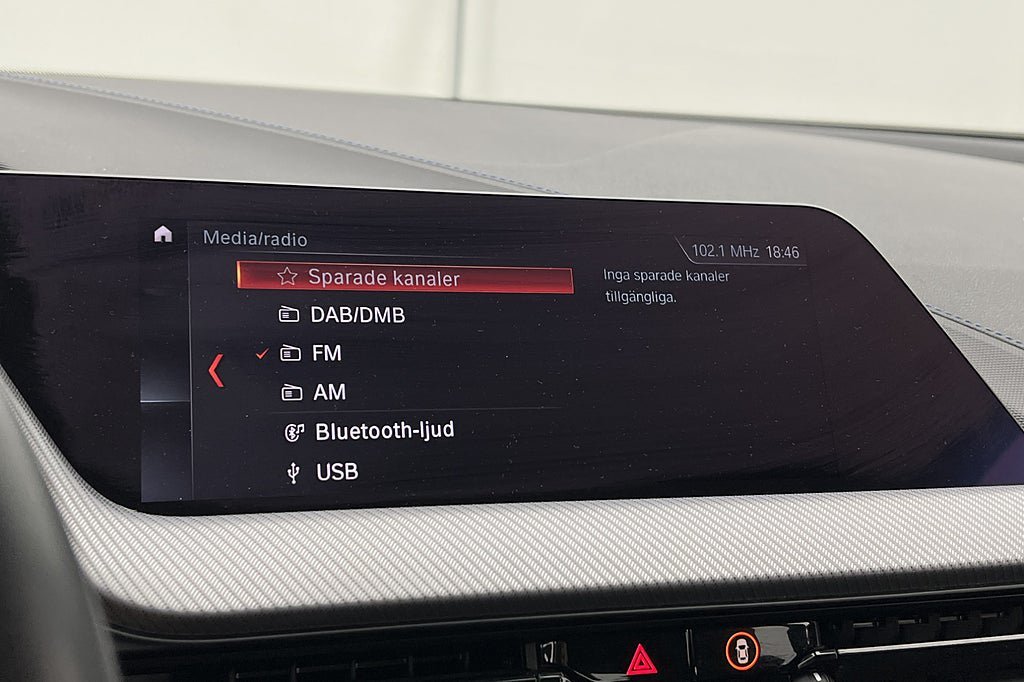 Media/radio
102.1 MHz 18:46
Sparade kanaler
Inga sparade kanaler
tillgängliga.
DAB/DMB
FM
AM
Bluetooth-ljud
USB